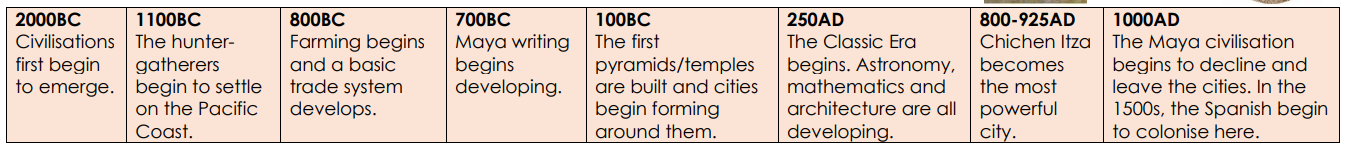 2000BC
Civilisations
first begin
to emerge.
1100BC
The hunter-
gatherers
begin to settle
on the Pacific
Coast.
800BC
Farming begins
and a basic
trade system
develops.
700BC
Maya writing
begins
developing.
100BC
The first
pyramids/temples
are built and cities
begin forming
around them.
250AD
The Classic Era
begins. Astronomy,
mathematics and
architecture are all
developing.
800-925AD
Chichen Itza
becomes
the most
powerful
city.
1000AD
The Maya civilisation
begins to decline and
leave the cities. In the
1500s, the Spanish begin
to colonise here.